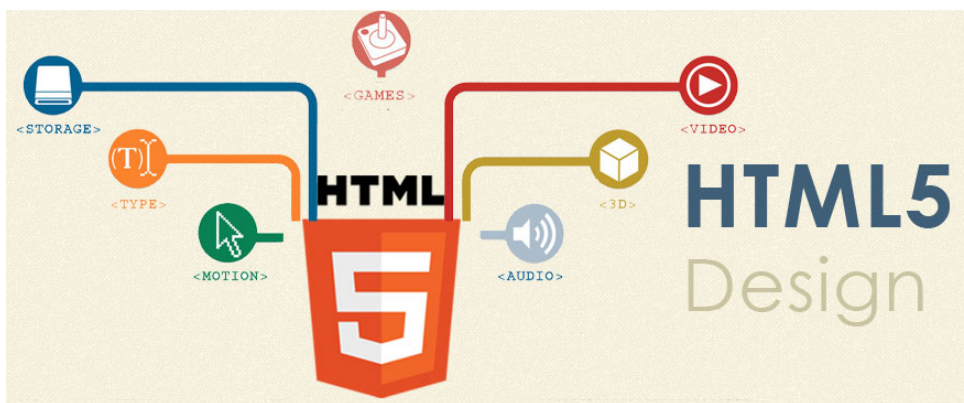 <GAMES>
<STORAGE>
<VIDEO>
(T)
<TYPE>
<3D>
HTML
HTML5
<MOTION>
<AUDIO>
5
Design